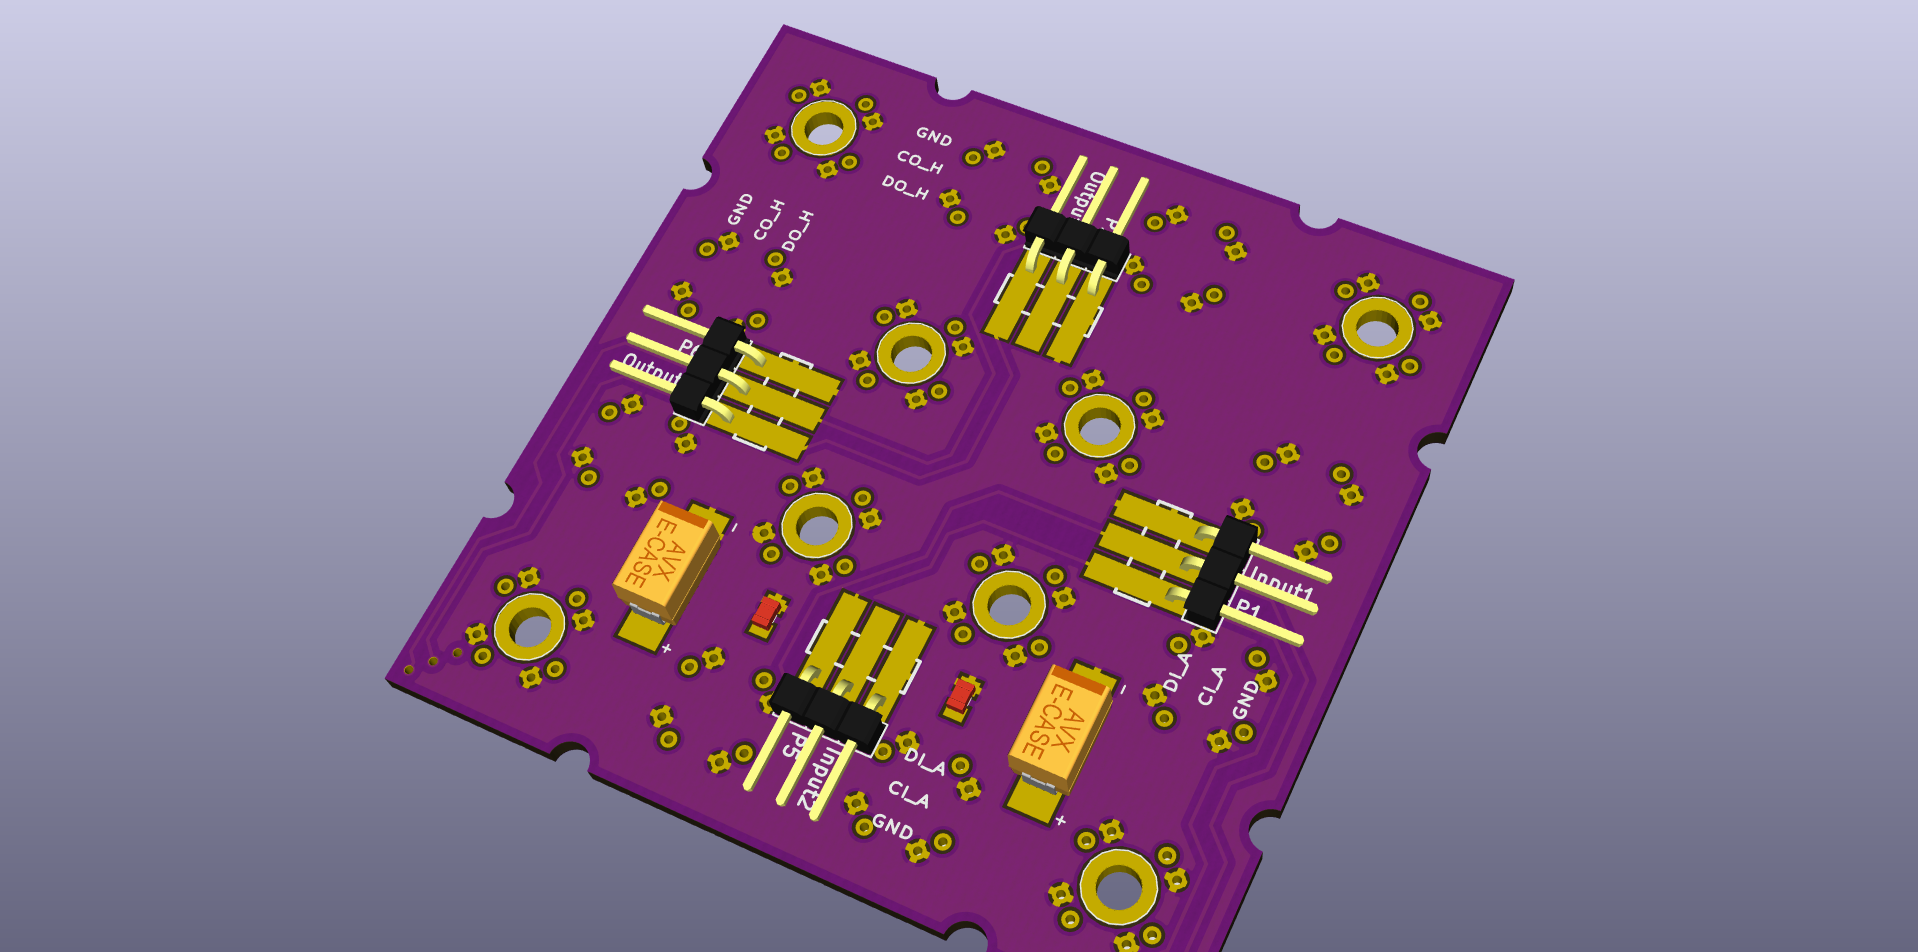 GND
CO_H
DO_H
GND
CO_H
DO_H
Outpu
P
P
Output
AVX
E-CASE
-
+
Input1
P1
DI_A
CI_A
GND
AVX
E-CASE
-
+
P5
Input2
DI_A
CI_A
GND